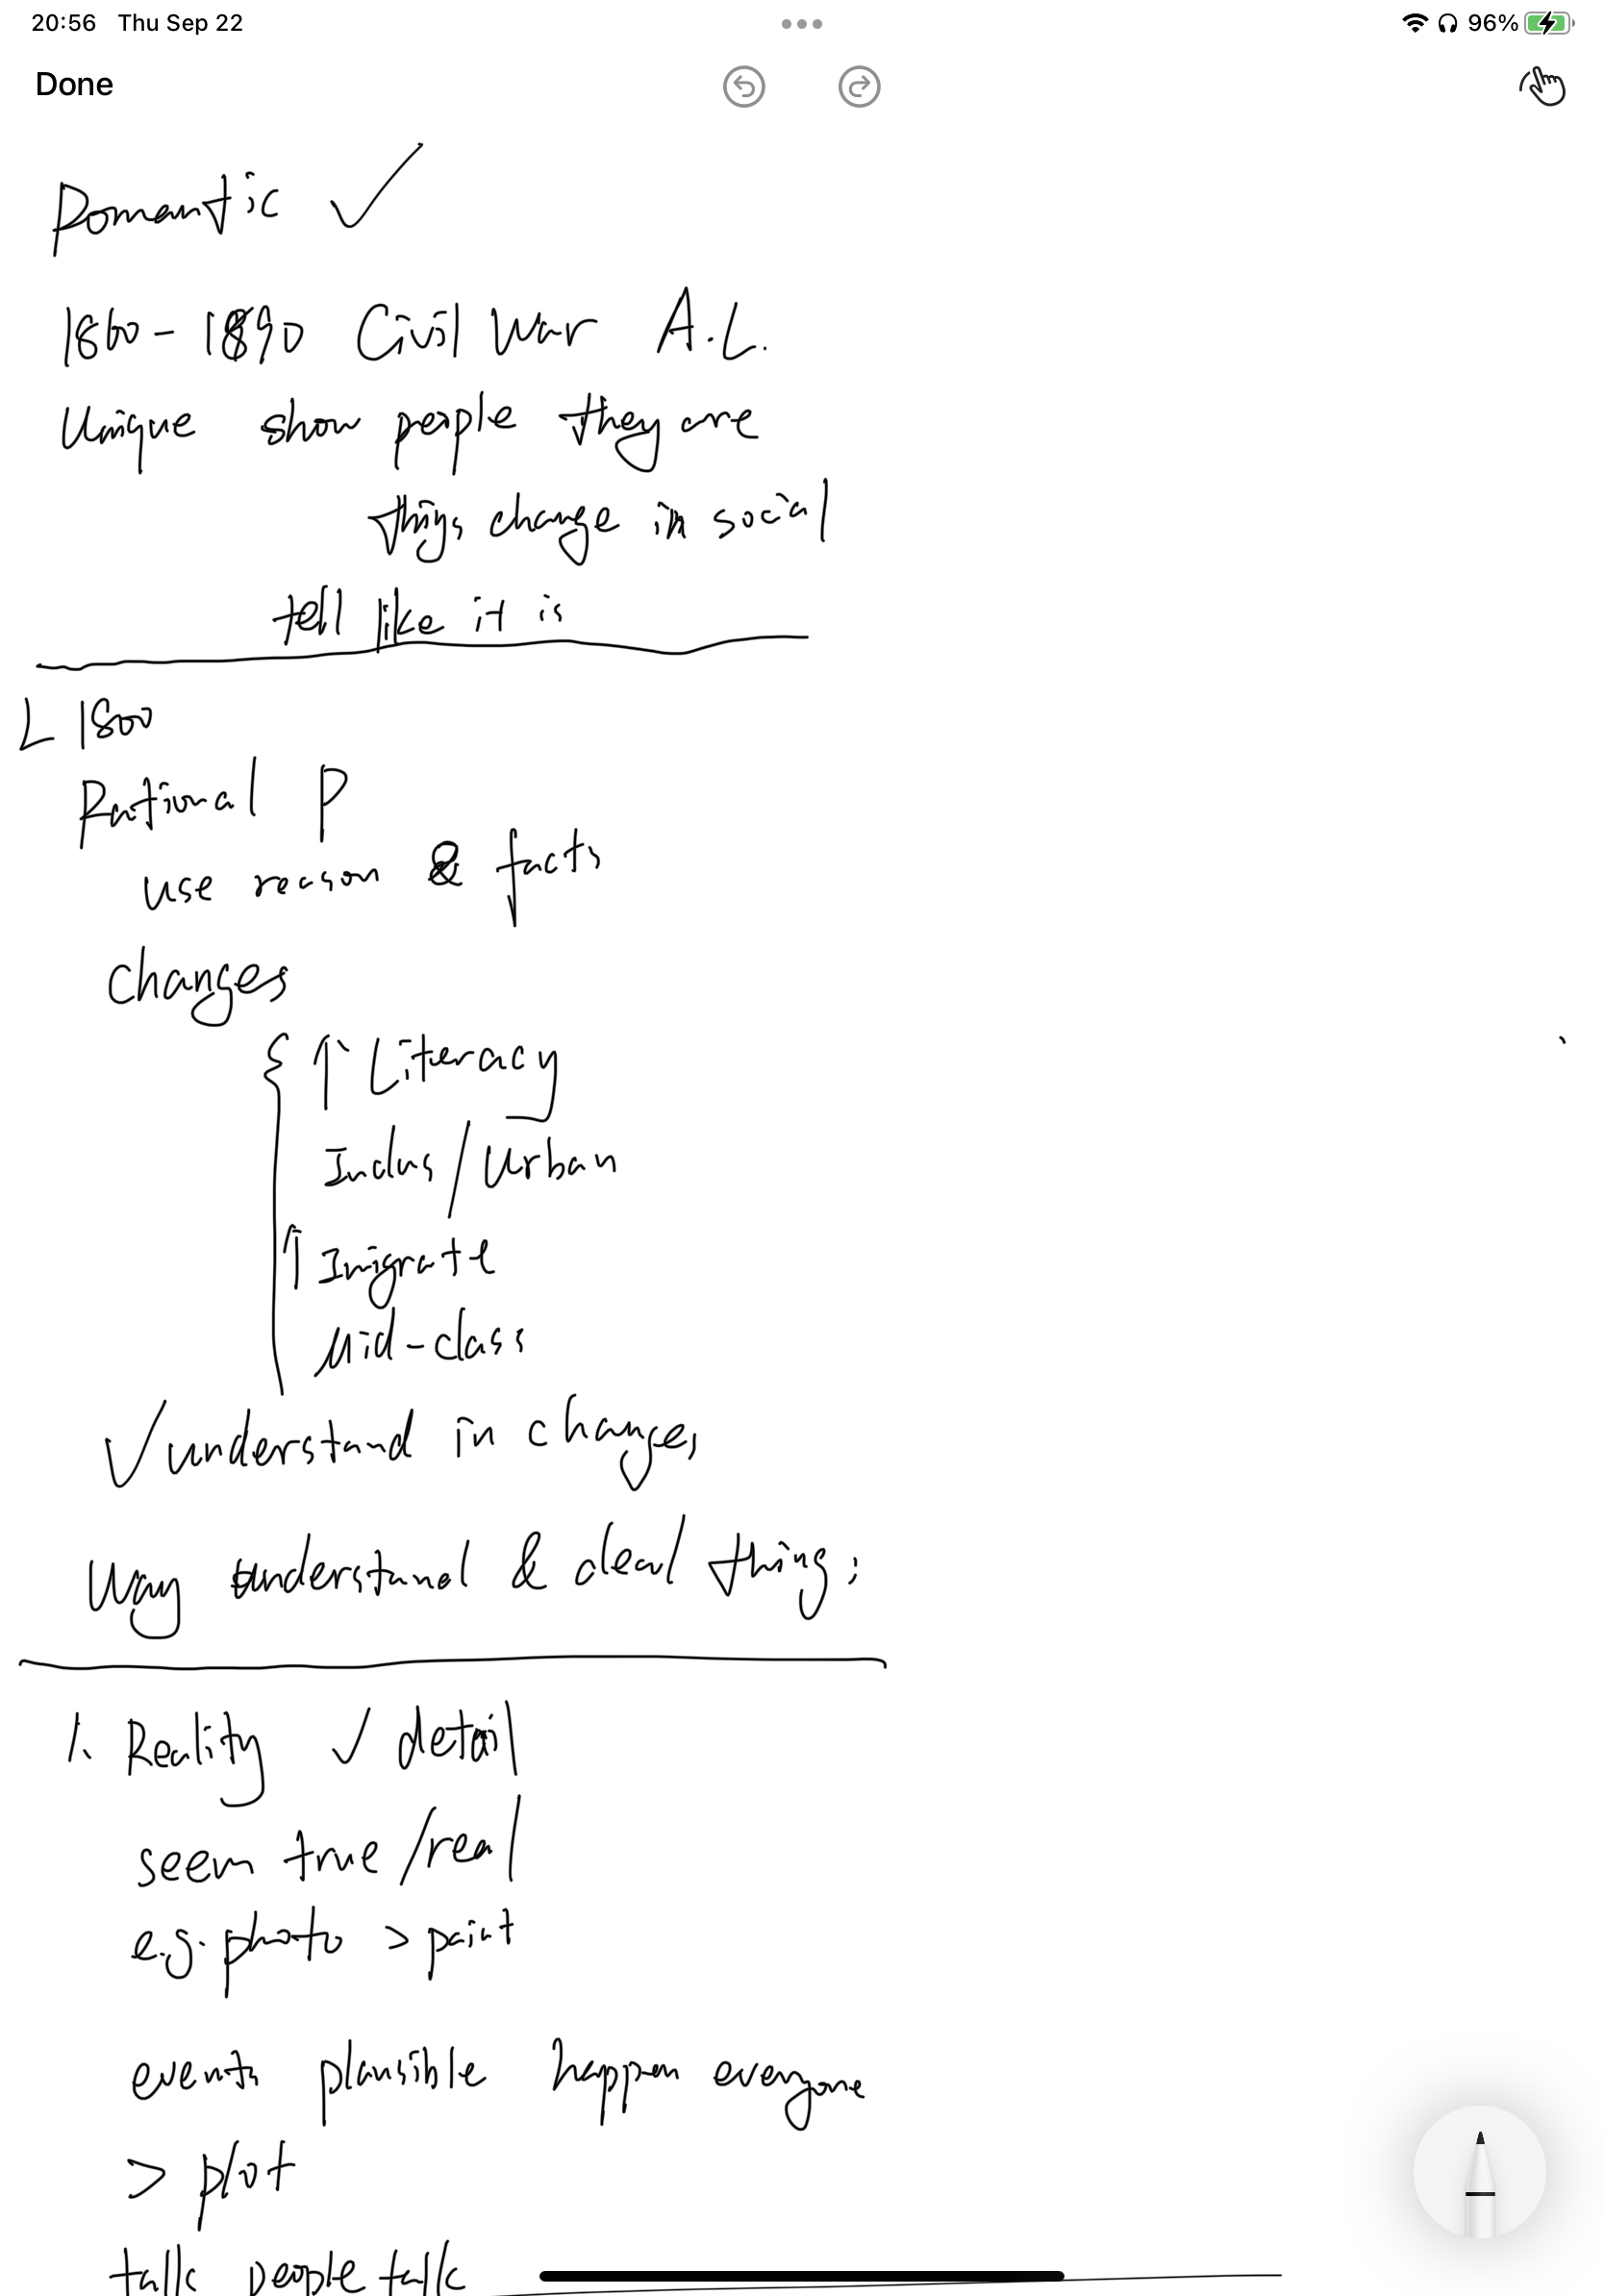 20:56 Thu Sep 22 96%
Done
Romantic ✓
1860-1890 Civil War A.L.
Unique show people they are
things change in social
tell like it is
L 1800
Rational P
use reason & facts
Changes
{ ↑ Literacy
Indus/Urban
↑ Imigrate
Mid-class
✓ understand in changes
Way understand & deal things
1. Reality ✓ detail
seem true/real
e.g. photo > paint
events plausible happen everyone
> plot
talk people talk